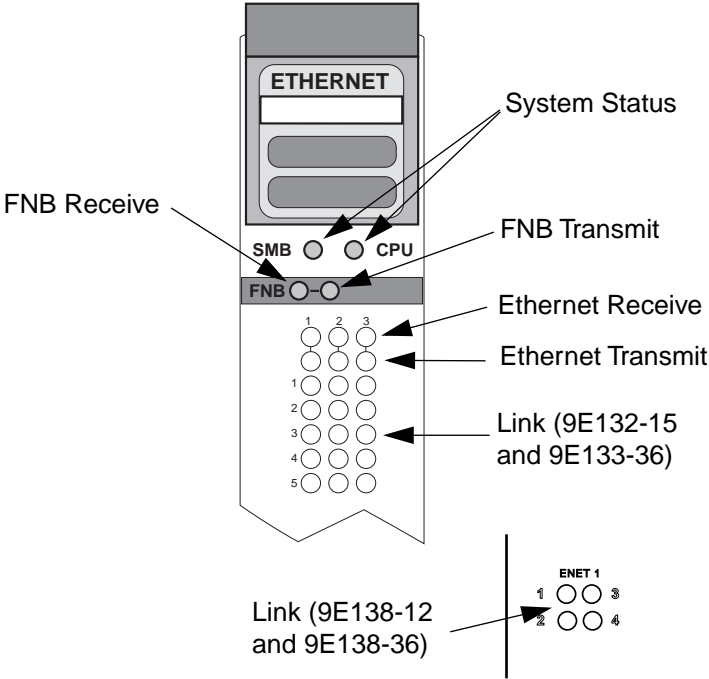 ETHERNET
System Status
FNB Receive
SMB CPU
FNB Transmit
FNB
Ethernet Receive
1 2 3
Ethernet Transmit
1
2
3
4
5
Link (9E132-15
and 9E133-36)
ENET 1
1 3
2 4
Link (9E138-12
and 9E138-36)